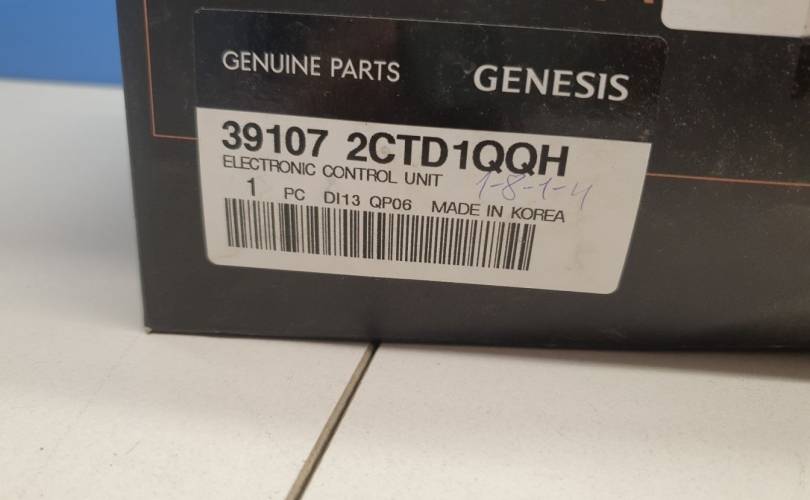 GENUINE PARTS GENESIS
39107 2CTD1QQH
ELECTRONIC CONTROL UNIT 1-8-1-4
1 PC DI13 QP06 MADE IN KOREA